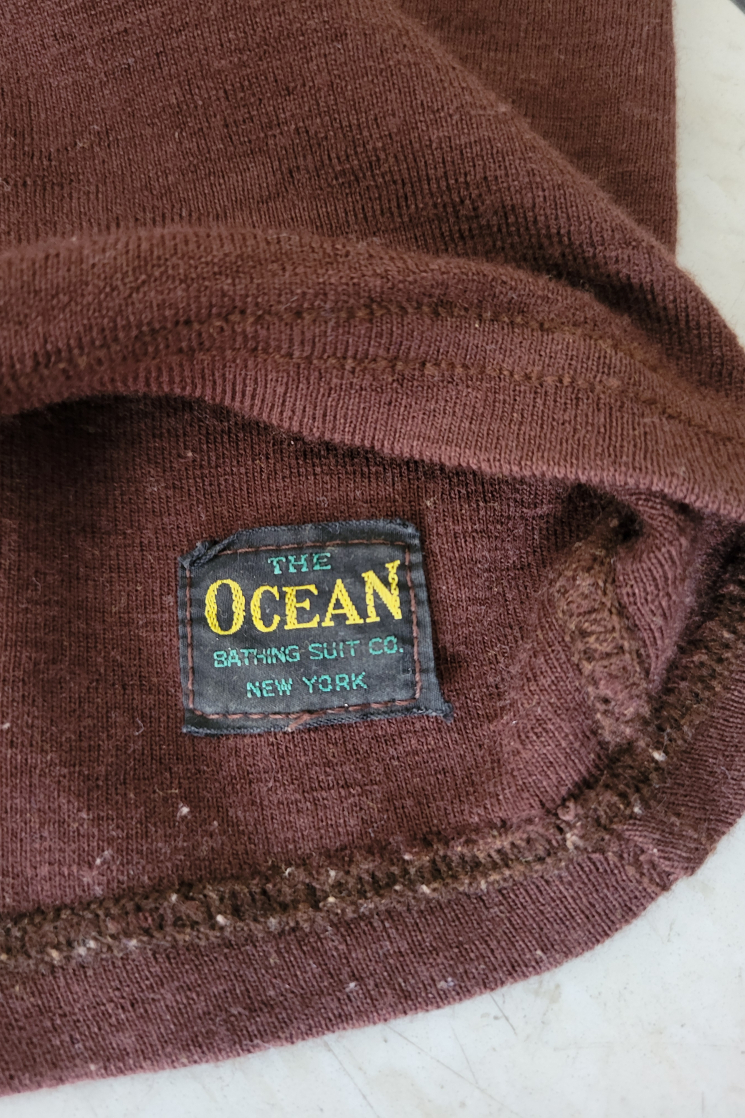 THE
OCEAN
BATHING SUIT CO.
NEW YORK